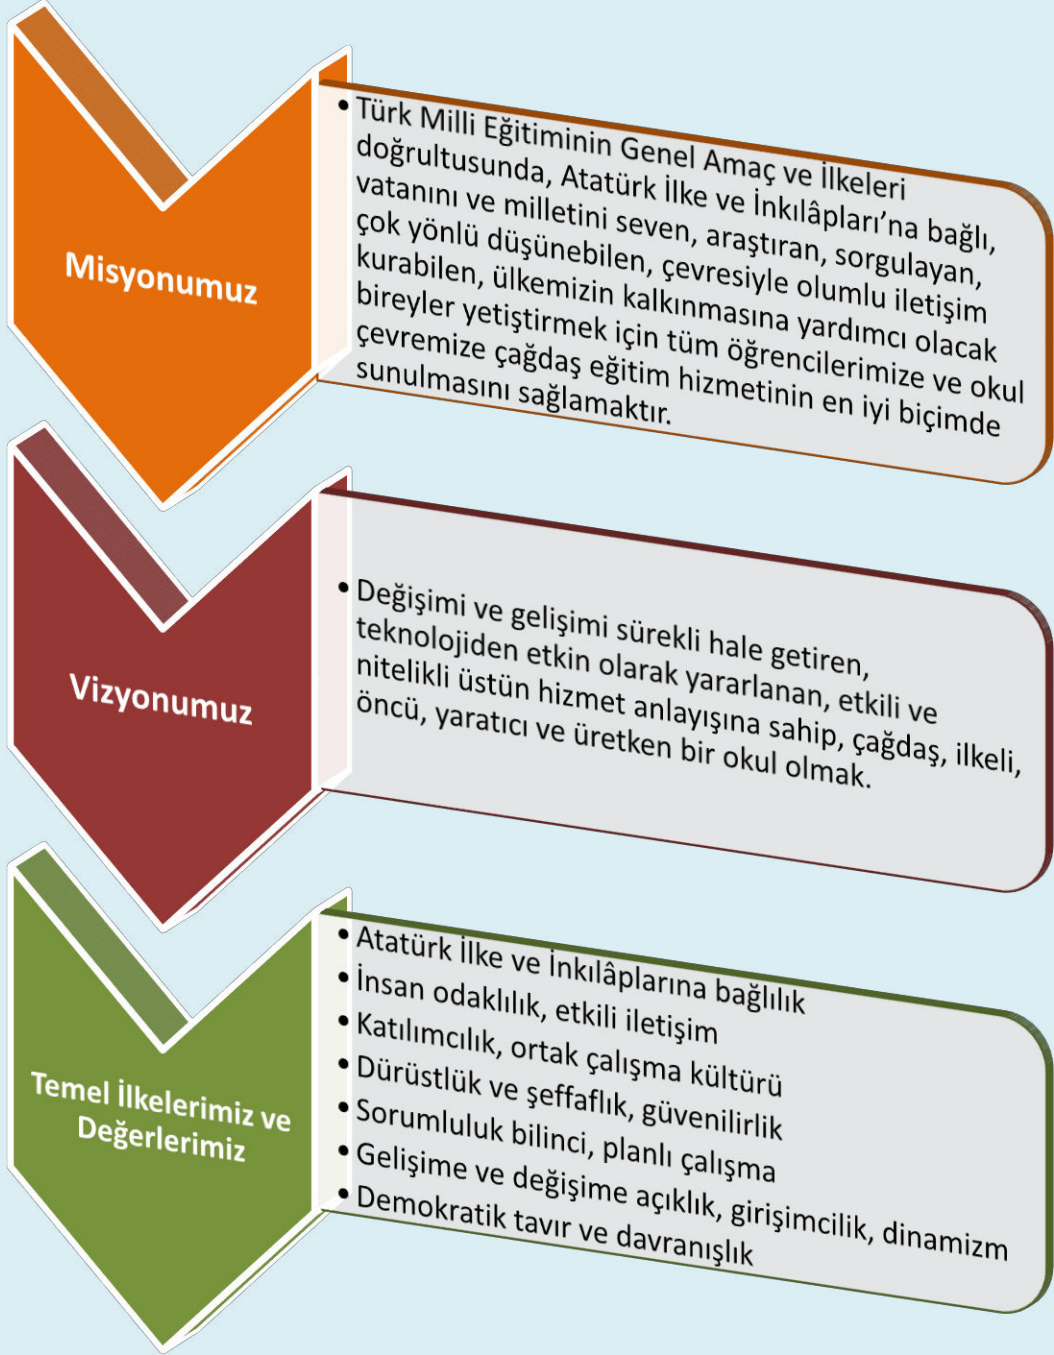 Misyonumuz
• Türk Milli Eğitiminin Genel Amaç ve İlkeleri
doğrultusunda, Atatürk İlke ve İnkılâpları’na bağlı,
vatanını ve milletini seven, araştıran, sorgulayan,
çok yönlü düşünebilen, çevresiyle olumlu iletişim
kurabilen, ülkemizin kalkınmasına yardımcı olacak
bireyler yetiştirmek için tüm öğrencilerimize ve okul
çevremize çağdaş eğitim hizmetinin en iyi biçimde
sunulmasını sağlamaktır.
Vizyonumuz
• Değişimi ve gelişimi sürekli hale getiren,
teknolojiden etkin olarak yararlanan, etkili ve
nitelikli üstün hizmet anlayışına sahip, çağdaş, ilkeli,
öncü, yaratıcı ve üretken bir okul olmak.
Temel İlkelerimiz ve
Değerlerimiz
• Atatürk İlke ve İnkılâplarına bağlılık
• İnsan odaklılık, etkili iletişim
• Katılımcılık, ortak çalışma kültürü
• Dürüstlük ve şeffaflık, güvenilirlik
• Sorumluluk bilinci, planlı çalışma
• Gelişime ve değişime açıklık, girişimcilik, dinamizm
• Demokratik tavır ve davranışlık